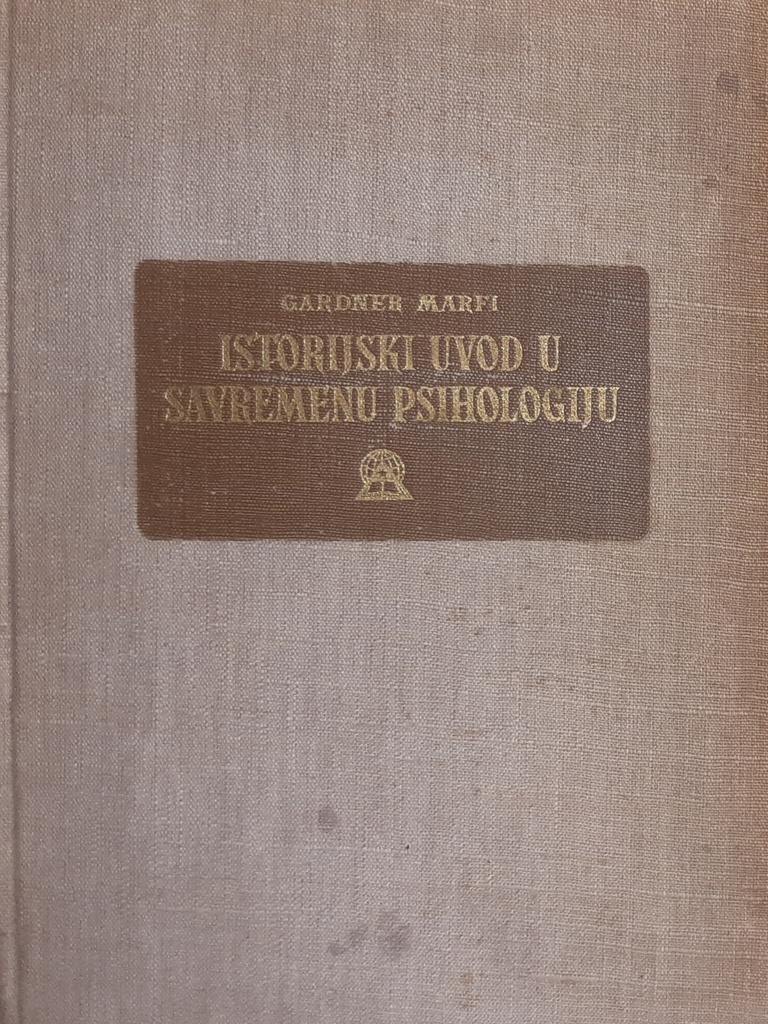 GARDNER MARFI
ISTORIJSKI UVOD U
SAVREMENU PSIHOLOGIJU